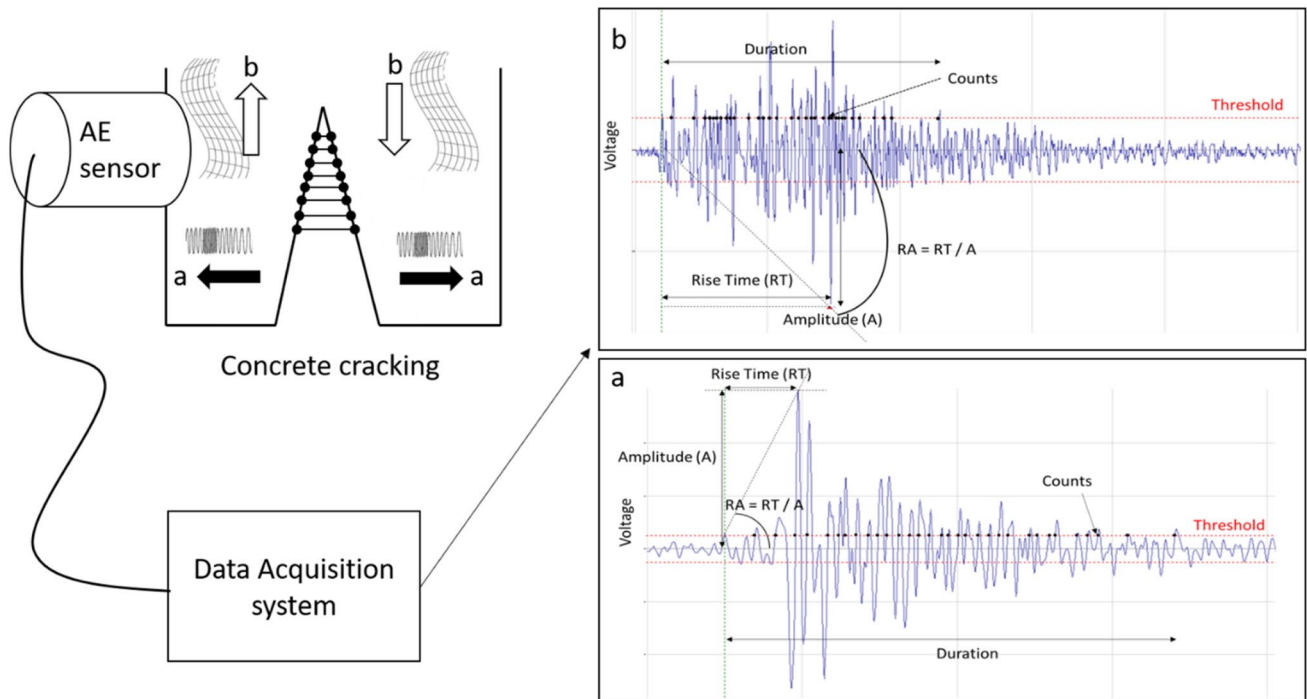 AE
sensor
b
b
a
a
Concrete cracking
Data Acquisition
system
b
Duration
Counts
Threshold
Voltage
RA = RT / A
Rise Time (RT)
Amplitude (A)
a
Rise Time (RT)
Amplitude (A)
RA = RT / A
Counts
Threshold
Voltage
Duration